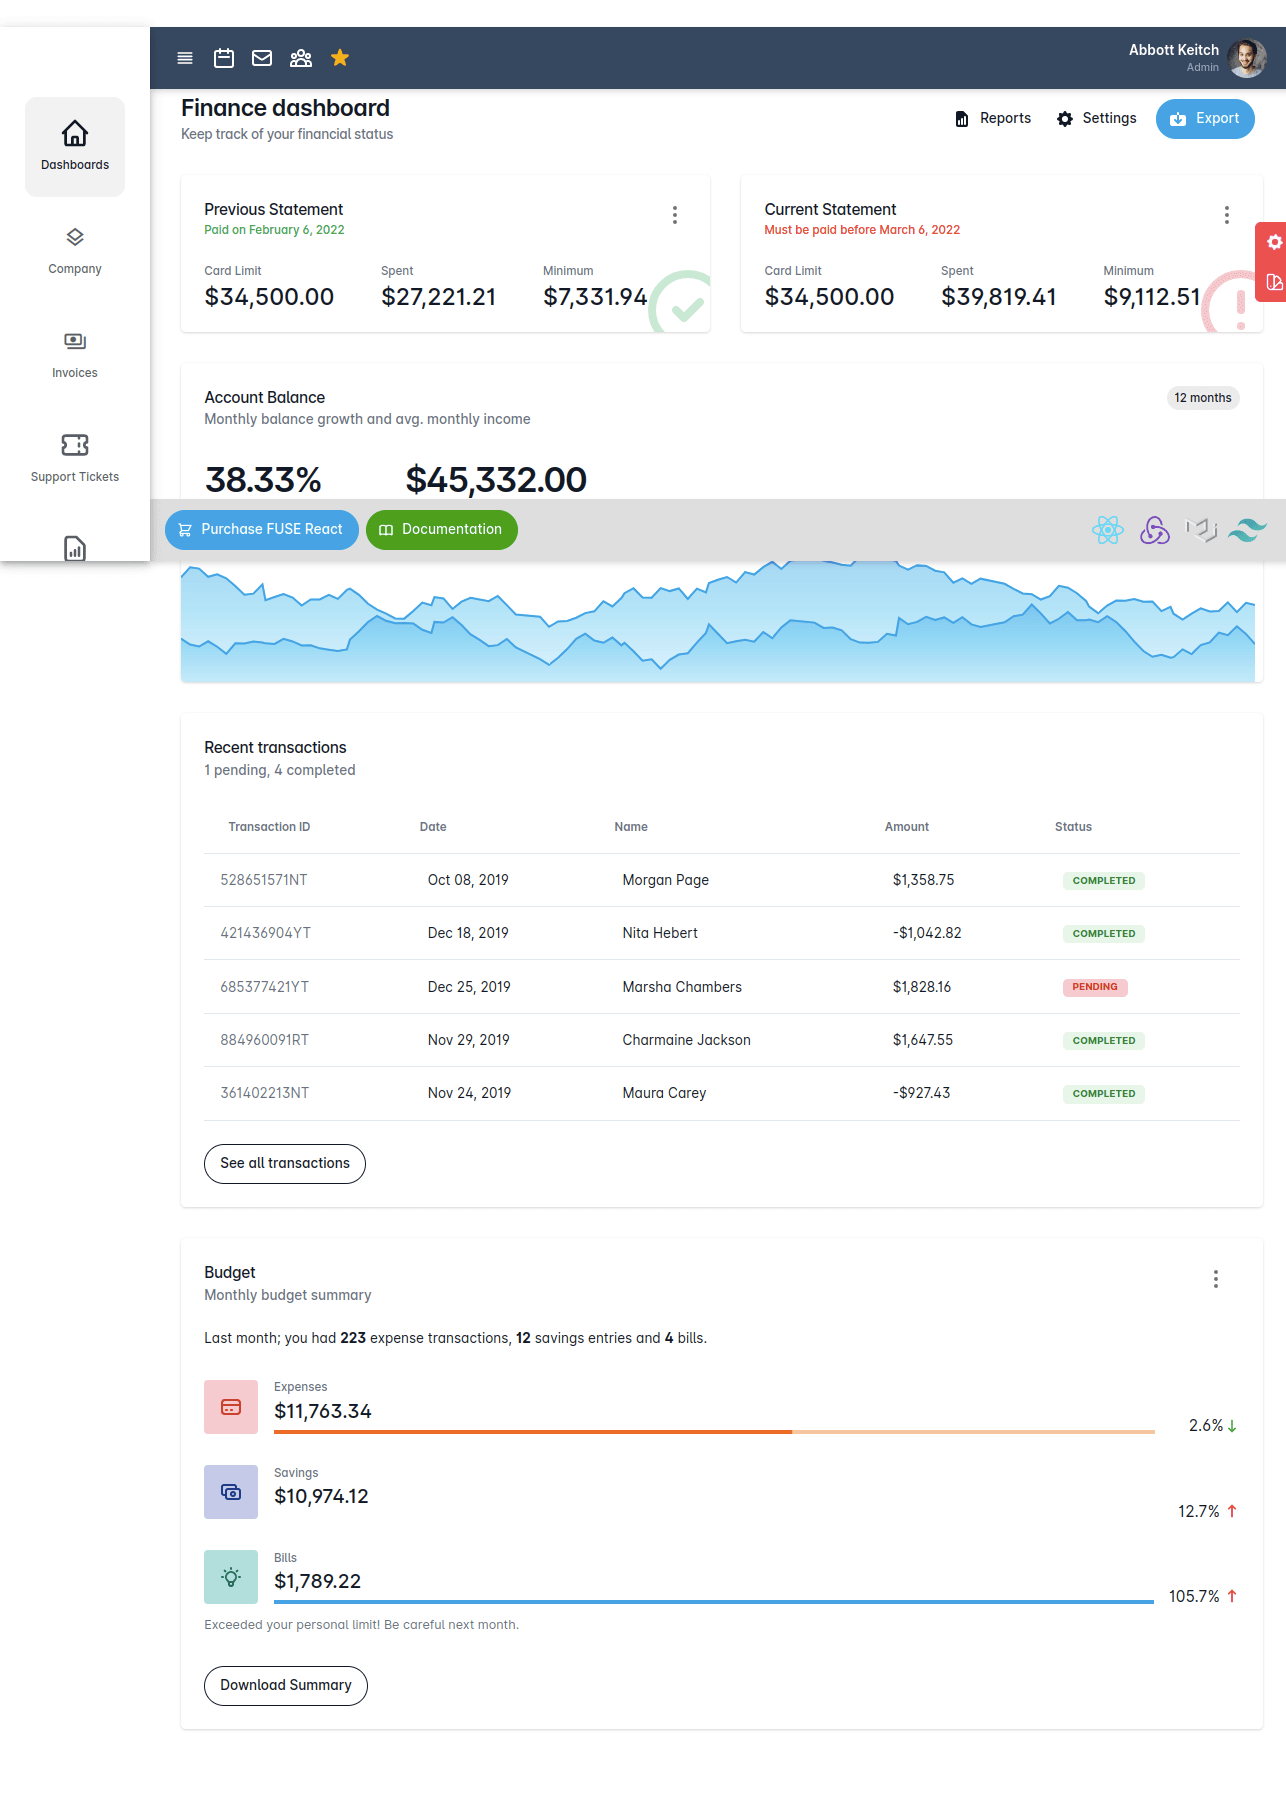 Abbott Keitch
Admin
Dashboards
Company
Invoices
Support Tickets
Finance dashboard
Keep track of your financial status
Reports
Settings
Export
Previous Statement
Paid on February 6, 2022
Card Limit
Spent
Minimum
$34,500.00
$27,221.21
$7,331.94
Current Statement
Must be paid before March 6, 2022
Card Limit
Spent
Minimum
$34,500.00
$39,819.41
$9,112.51
Account Balance
Monthly balance growth and avg. monthly income
12 months
38.33%
$45,332.00
Purchase FUSE React
Documentation
Recent transactions
1 pending, 4 completed
Transaction ID Date Name Amount Status
528651571NT Oct 08, 2019 Morgan Page $1,358.75 COMPLETED
421436904YT Dec 18, 2019 Nita Hebert -$1,042.82 COMPLETED
685377421YT Dec 25, 2019 Marsha Chambers $1,828.16 PENDING
884960091RT Nov 29, 2019 Charmaine Jackson $1,647.55 COMPLETED
361402213NT Nov 24, 2019 Maura Carey -$927.43 COMPLETED
See all transactions
Budget
Monthly budget summary
Last month; you had 223 expense transactions, 12 savings entries and 4 bills.
Expenses
$11,763.34
2.6%
Savings
$10,974.12
12.7%
Bills
$1,789.22
105.7%
Exceeded your personal limit! Be careful next month.
Download Summary